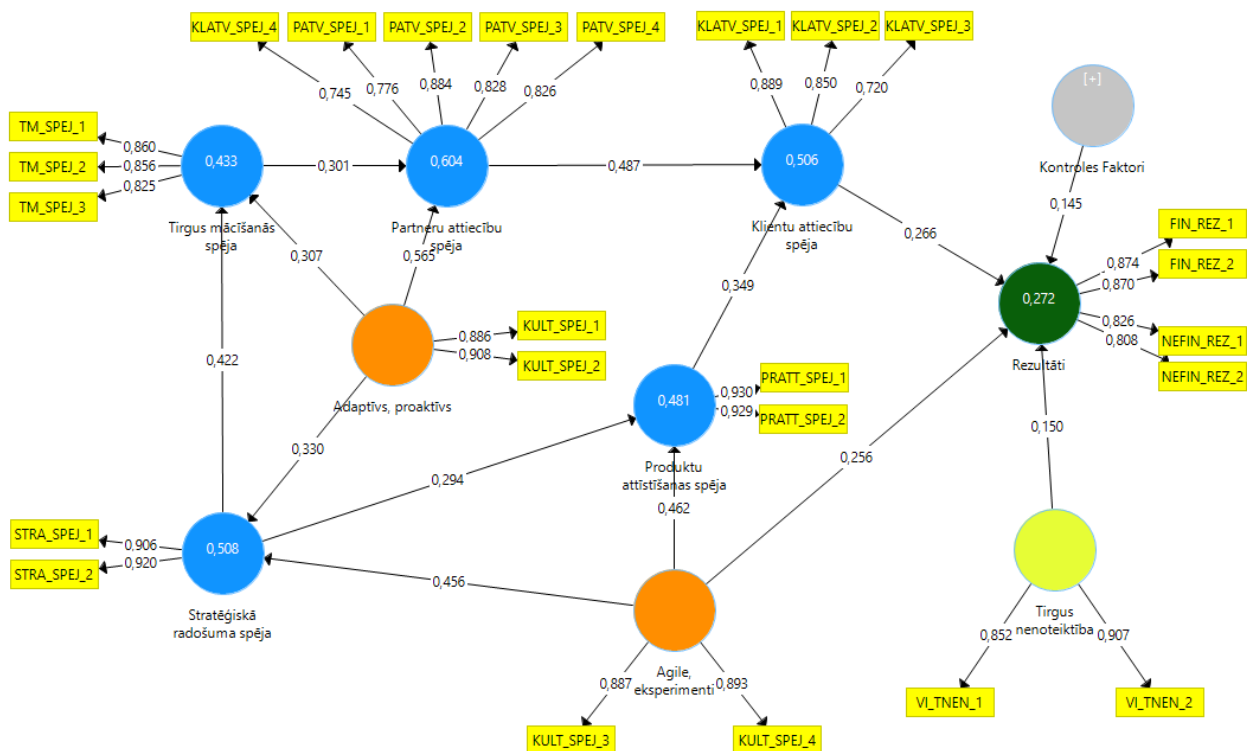 KLATV_SPEJ_4
PATV_SPEJ_1
PATV_SPEJ_2
PATV_SPEJ_3
PATV_SPEJ_4
KLATV_SPEJ_1
KLATV_SPEJ_2
KLATV_SPEJ_3
0,745
0,776
0,884
0,828
0,826
0,889
0,850
0,720
[+]
Kontroles Faktori
0,145
TM_SPEJ_1
TM_SPEJ_2
TM_SPEJ_3
0,860
0,856
0,825
0,433
Tirgus mācīšanās
spēja
0,301
0,604
Partneru attiecību
spēja
0,487
0,506
Klientu attiecību
spēja
0,266
0,307
0,565
0,349
0,422
Adaptīvs, proaktīvs
0,886
0,908
KULT_SPEJ_1
KULT_SPEJ_2
0,272
Rezultāti
0,874
0,870
0,826
0,808
FIN_REZ_1
FIN_REZ_2
NEFIN_REZ_1
NEFIN_REZ_2
0,330
0,294
0,481
Produktu
attīstīšanas spēja
0,930
0,929
PRATT_SPEJ_1
PRATT_SPEJ_2
0,462
0,256
0,150
STRA_SPEJ_1
STRA_SPEJ_2
0,906
0,920
0,508
Stratēģiskā
radošuma spēja
0,456
Agile,
eksperimenti
0,887
0,893
KULT_SPEJ_3
KULT_SPEJ_4
Tirgus
nenoteiktība
0,852
0,907
VI_TNEN_1
VI_TNEN_2